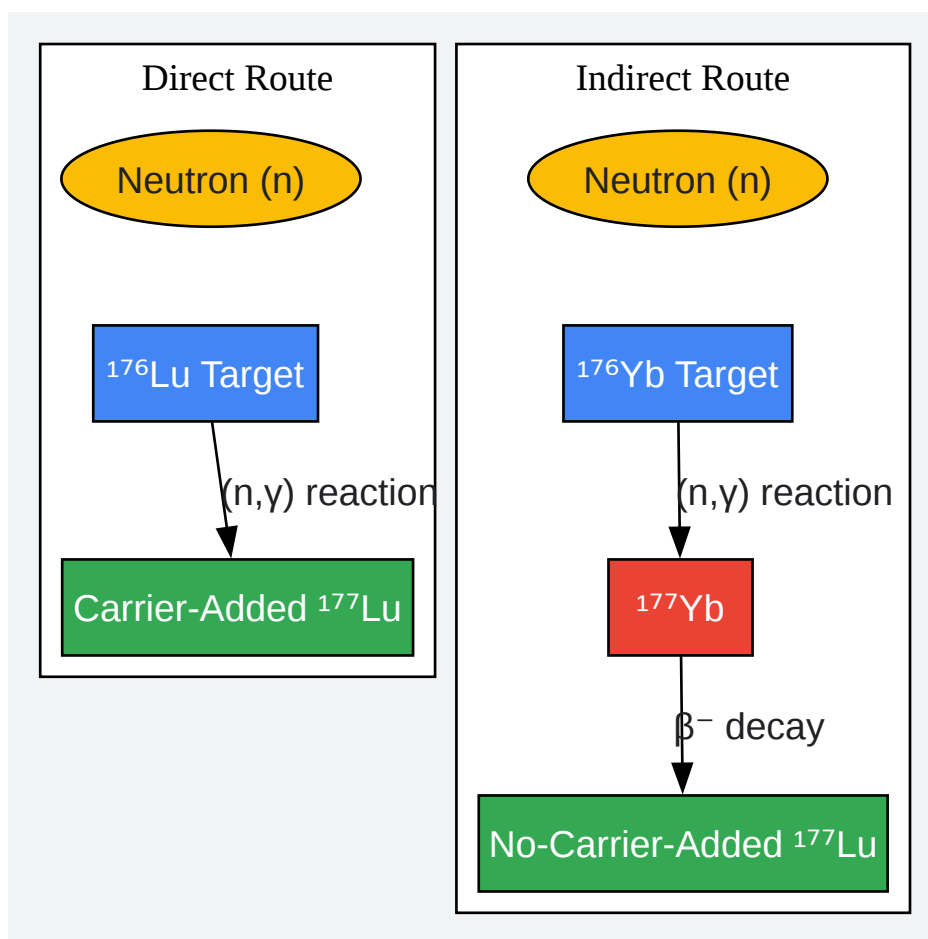 Direct Route
Neutron (n)
¹⁷⁶Lu Target
(n,γ) reaction
Carrier-Added ¹⁷⁷Lu
Indirect Route
Neutron (n)
¹⁷⁶Yb Target
(n,γ) reaction
¹⁷⁷Yb
β⁻ decay
No-Carrier-Added ¹⁷⁷Lu